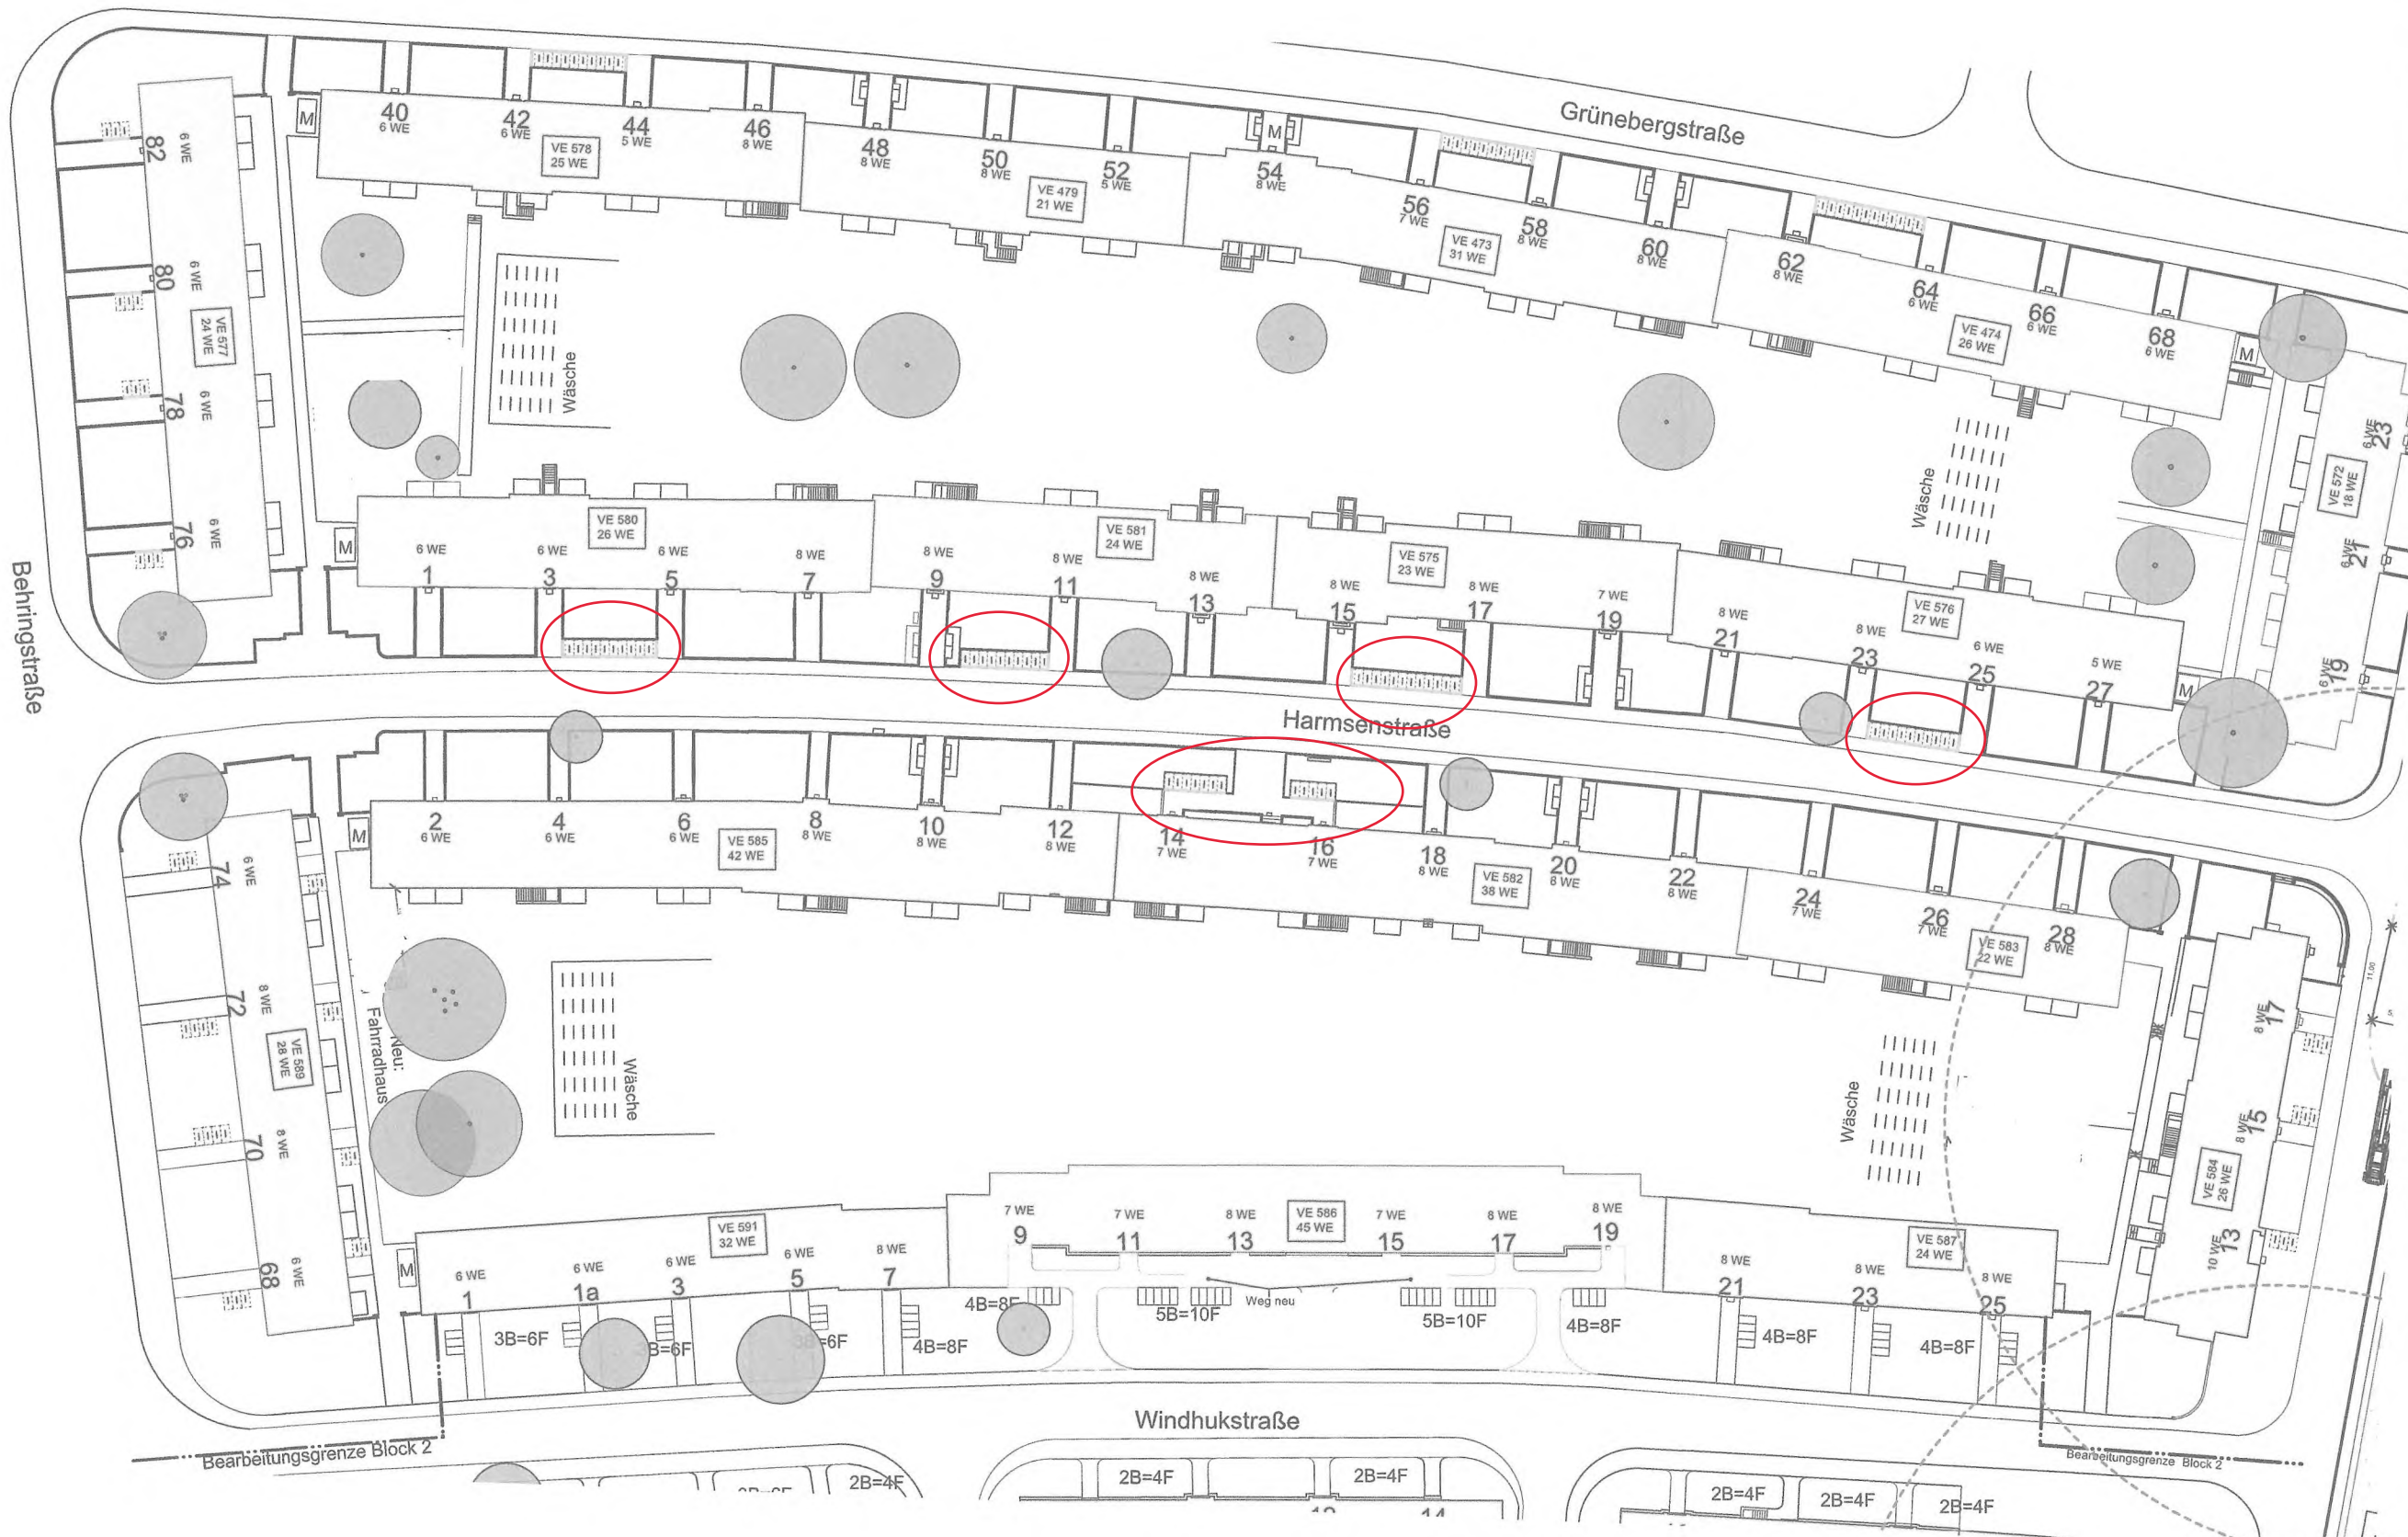 Grünebergstraße
40
6 WE
42
6 WE
44
5 WE
46
8 WE
48
8 WE
50
8 WE
52
5 WE
54
8 WE
56
7 WE
58
8 WE
60
8 WE
62
8 WE
64
6 WE
66
6 WE
68
6 WE
M
M
M
VE 578
25 WE
VE 479
21 WE
VE 473
31 WE
VE 474
26 WE
82
6 WE
80
6 WE
78
6 WE
76
6 WE
VE 577
24 WE
Wäsche
Wäsche
23
6 WE
21
6 WE
19
6 WE
VE 572
18 WE
Behringstraße
M
VE 580
26 WE
VE 581
24 WE
VE 575
23 WE
VE 576
27 WE
6 WE
1
6 WE
3
6 WE
5
8 WE
7
8 WE
9
8 WE
11
8 WE
13
8 WE
15
8 WE
17
7 WE
19
8 WE
21
8 WE
23
6 WE
25
5 WE
27
M
Harmsenstraße
M
2
6 WE
4
6 WE
6
6 WE
8
8 WE
10
8 WE
12
8 WE
14
7 WE
16
7 WE
18
8 WE
20
8 WE
22
8 WE
24
7 WE
26
7 WE
28
8 WE
VE 585
42 WE
VE 582
38 WE
VE 583
22 WE
74
6 WE
72
8 WE
70
8 WE
68
6 WE
VE 589
28 WE
Neu:
Fahrradhaus
Wäsche
Wäsche
17
8 WE
15
8 WE
13
10 WE
VE 584
26 WE
11.00
M
VE 591
32 WE
VE 586
45 WE
VE 587
24 WE
6 WE
1
6 WE
1a
6 WE
3
6 WE
5
8 WE
7
7 WE
9
7 WE
11
8 WE
13
7 WE
15
8 WE
17
8 WE
19
8 WE
21
8 WE
23
8 WE
25
3B=6F
3B=6F
3B=6F
4B=8F
4B=8F
5B=10F
Weg neu
5B=10F
4B=8F
4B=8F
4B=8F
Windhukstraße
Bearbeitungsgrenze Block 2
Bearbeitungsgrenze Block 2
2B=4F
2B=4F
2B=4F
2B=4F
2B=4F
2B=4F